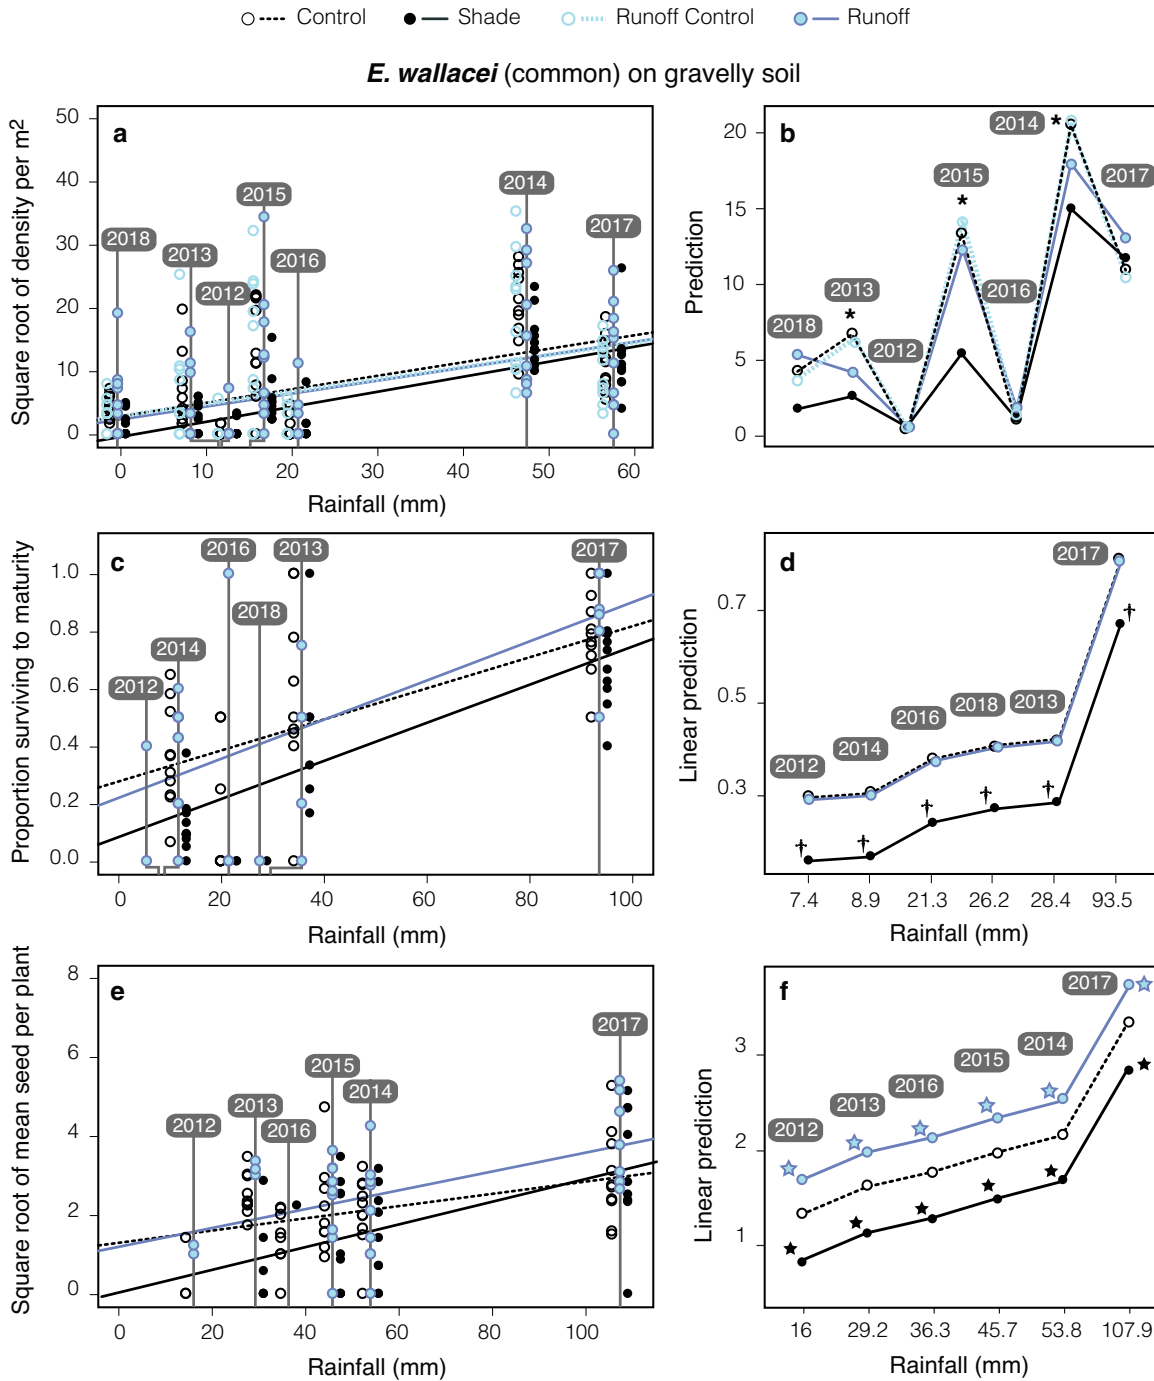 Control Shade Runoff Control Runoff
E. wallacei (common) on gravelly soil
Square root of density per m2
a
50
40
30
20
10
0
2018
2013
2012
2015
2016
2014
2017
0 10 20 30 40 50 60
Rainfall (mm)
Prediction
b
20
15
10
5
0
2018
2013
*
2012
2015
*
2016
2014 *
2017
Proportion surviving to maturity
c
1.0
0.8
0.6
0.4
0.2
0.0
2012
2014
2016
2018
2013
2017
0 20 40 60 80 100
Rainfall (mm)
Linear prediction
d
0.7
0.5
0.3
2012
2014
2016
2018
2013
2017
† † † † † †
7.4 8.9 21.3 26.2 28.4 93.5
Rainfall (mm)
Square root of mean seed per plant
e
8
6
4
2
0
2012
2013
2016
2015
2014
2017
0 20 40 60 80 100
Rainfall (mm)
Linear prediction
f
3
2
1
2012
2013
2016
2015
2014
2017
16 29.2 36.3 45.7 53.8 107.9
Rainfall (mm)